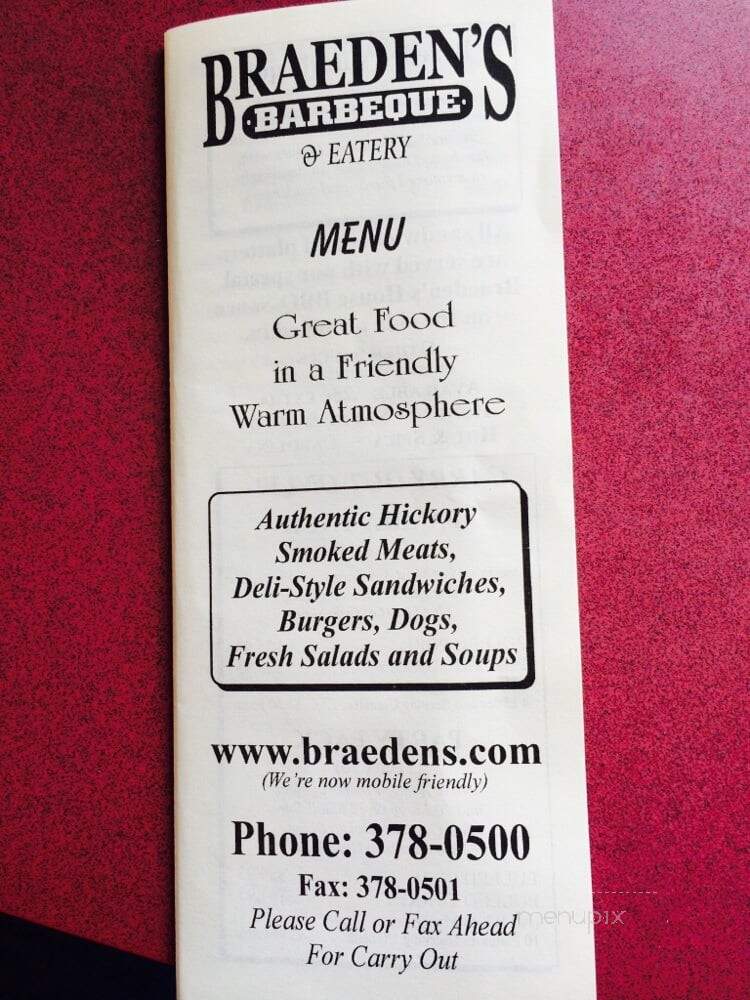 BRAEDEN'S
BARBEQUE
& EATERY
MENU
Great Food
in a Friendly
Warm Atmosphere
Authentic Hickory
Smoked Meats,
Deli-Style Sandwiches,
Burgers, Dogs,
Fresh Salads and Soups
www.braedens.com
(We're now mobile friendly)
Phone: 378-0500
Fax: 378-0501
Please Call or Fax Ahead
For Carry Out
menupix